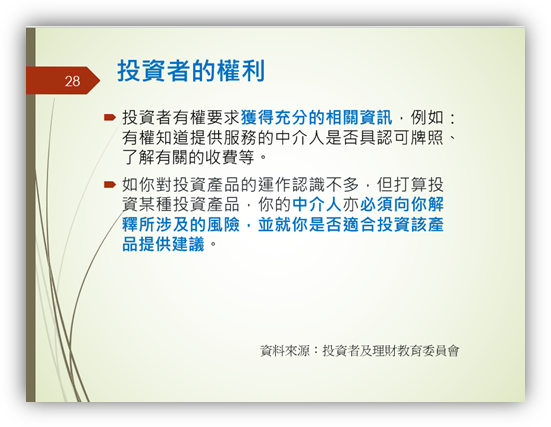 28
投資者的權利
投資者有權要求獲得充分的相關資訊，例如：
有權知道提供服務的中介人是否具認可牌照、
了解有關的收費等。
如你對投資產品的運作認識不多，但打算投
資某種投資產品，你的中介人亦必須向你解
釋所涉及的風險，並就你是否適合投資該產
品提供建議。
資料來源：投資者及理財教育委員會